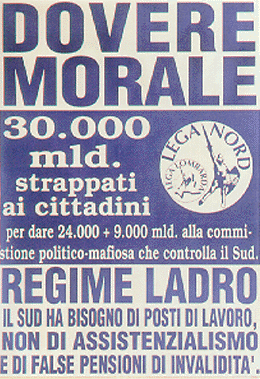 DOVERE
MORALE
30.000
mld.
strappati
ai cittadini
LEGA NORD
LEGA LOMBARDA
per dare 24.000 + 9.000 mld. alla commi-
stione politico-mafiosa che controlla il Sud.
REGIME LADRO
IL SUD HA BISOGNO DI POSTI DI LAVORO,
NON DI ASSISTENZIALISMO
E DI FALSE PENSIONI DI INVALIDITA'.